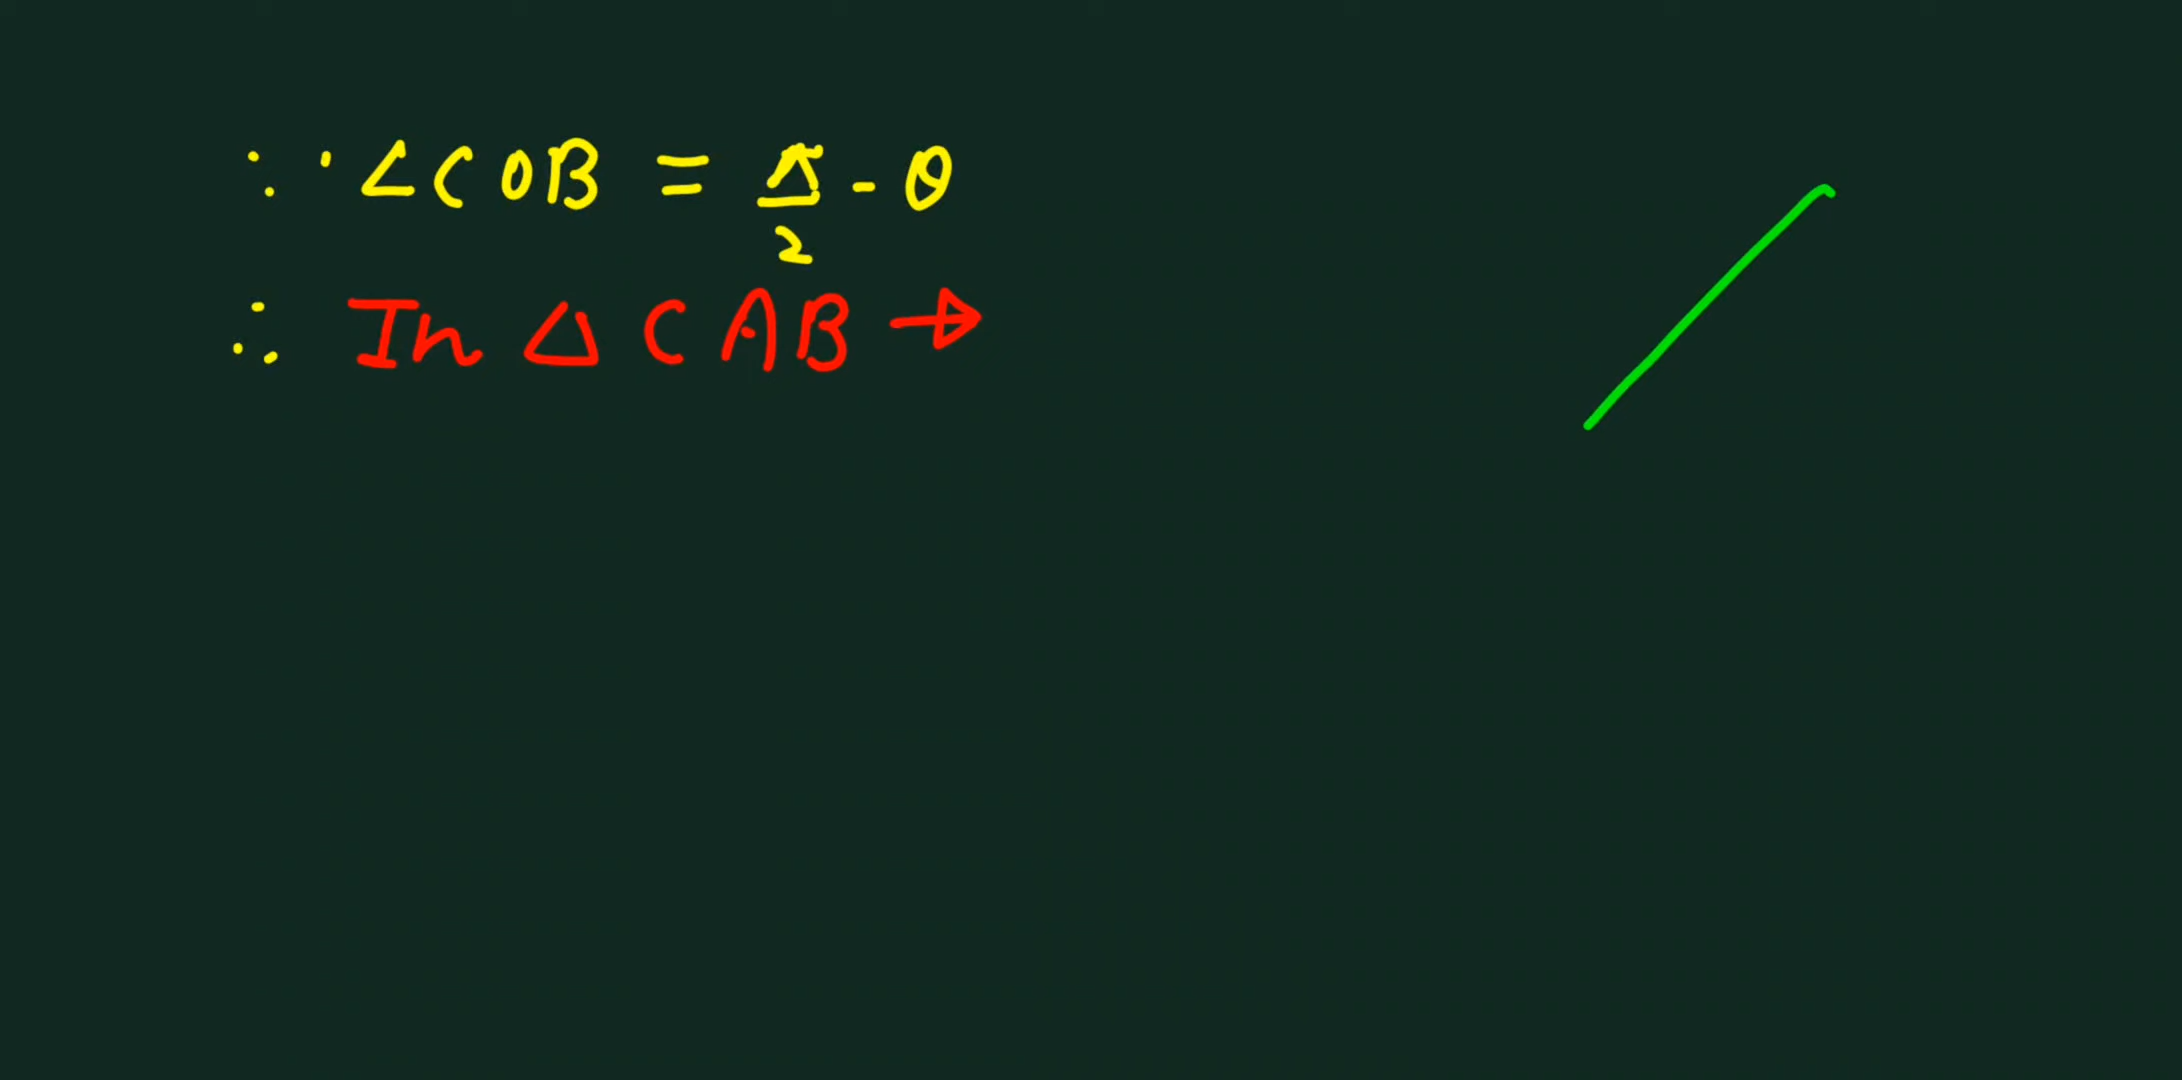 ∵ ∠COB = π/2 - θ
∴ In △ CAB →